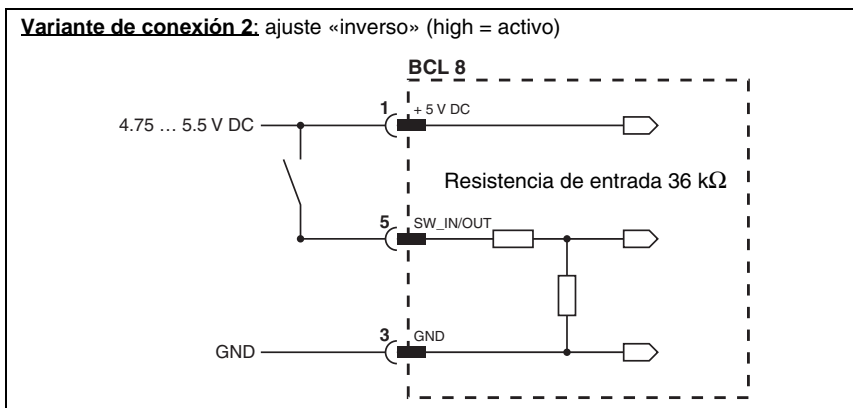 Variante de conexión 2: ajuste «inverso» (high = activo)
BCL 8
4.75 … 5.5 V DC
1
+ 5 V DC
Resistencia de entrada 36 kΩ
5
SW_IN/OUT
GND
3
GND